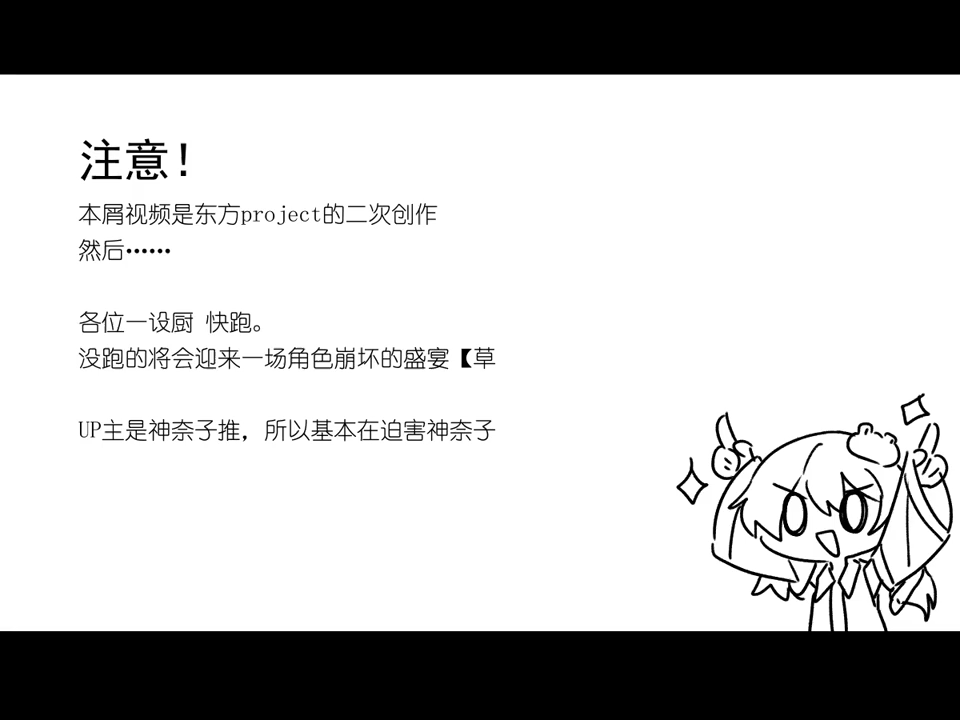 注意！
本屑视频是东方project的二次创作
然后……
各位一设厨 快跑。
没跑的将会迎来一场角色崩坏的盛宴【草
UP主是神奈子推，所以基本在迫害神奈子